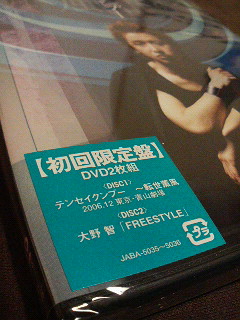 【初回限定盤】
DVD2枚組
〈DISC1〉
テンセイクンプー ～転世薫風
2006.12 東京・青山劇場
〈DISC2〉
大野 智「FREESTYLE」
プラ
JABA-5035～5036